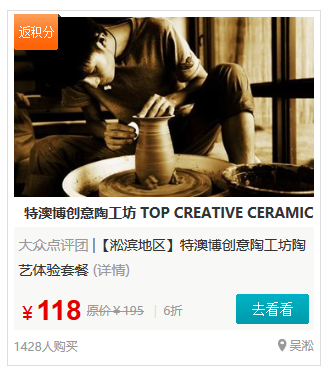 返积分
特澳博创意陶工坊 TOP CREATIVE CERAMIC
大众点评团 |【淞滨地区】特澳博创意陶工坊陶
艺体验套餐 (详情)
¥118 原价¥195 | 6折 去看看
1428人购买 吴淞